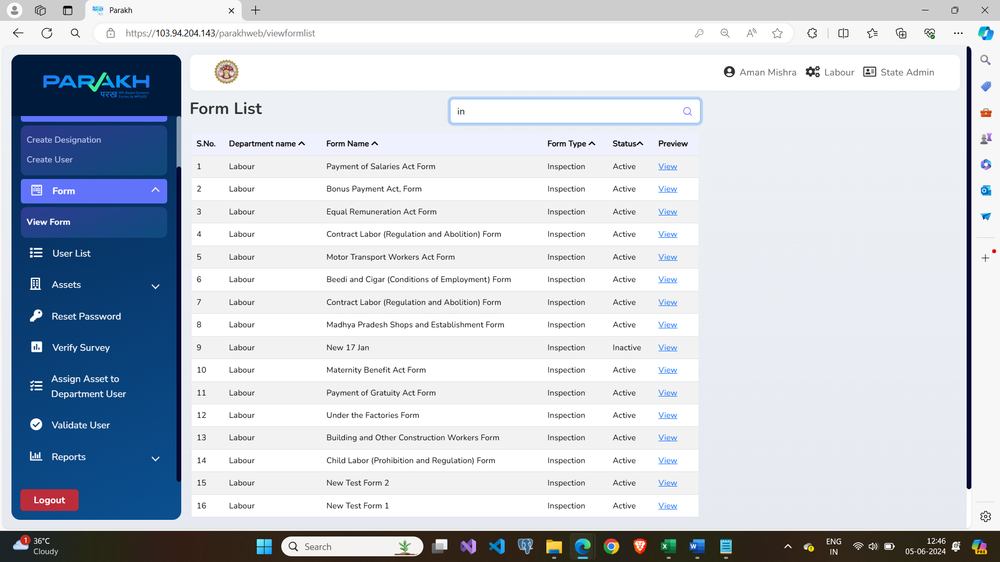 Parakh
https://103.94.204.143/parakhweb/viewformlist
PARAKH
परख GIS Based Dynamic Forms by MPSSDI
Aman Mishra Labour State Admin
Create Designation
Create User
Form
View Form
User List
Assets
Reset Password
Verify Survey
Assign Asset to
Department User
Validate User
Reports
Logout
Form List
in
S.No. Department name Form Name Form Type Status Preview
1 Labour Payment of Salaries Act Form Inspection Active View
2 Labour Bonus Payment Act, Form Inspection Active View
3 Labour Equal Remuneration Act Form Inspection Active View
4 Labour Contract Labor (Regulation and Abolition) Form Inspection Active View
5 Labour Motor Transport Workers Act Form Inspection Active View
6 Labour Beedi and Cigar (Conditions of Employment) Form Inspection Active View
7 Labour Contract Labor (Regulation and Abolition) Form Inspection Active View
8 Labour Madhya Pradesh Shops and Establishment Form Inspection Active View
9 Labour New 17 Jan Inspection Inactive View
10 Labour Maternity Benefit Act Form Inspection Active View
11 Labour Payment of Gratuity Act Form Inspection Active View
12 Labour Under the Factories Form Inspection Active View
13 Labour Building and Other Construction Workers Form Inspection Active View
14 Labour Child Labor (Prohibition and Regulation) Form Inspection Active View
15 Labour New Test Form 2 Inspection Active View
16 Labour New Test Form 1 Inspection Active View
1 36°C
Cloudy
Search
ENG
IN
12:46
05-06-2024
PRE